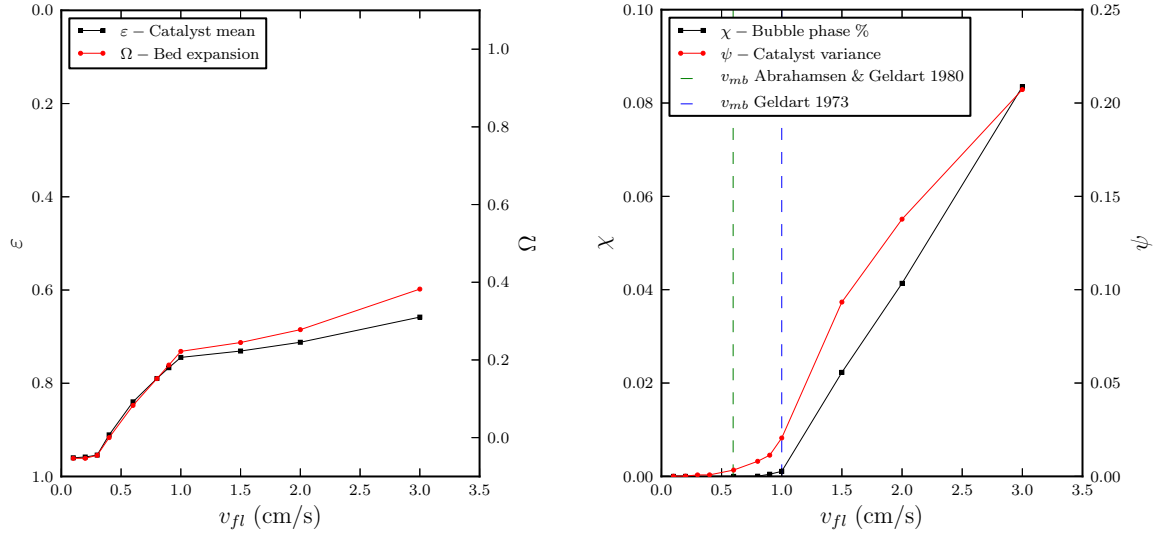 ε − Catalyst mean
Ω − Bed expansion
0.0
0.2
0.4
0.6
0.8
1.0
ε
1.0
0.8
0.6
0.4
0.2
0.0
Ω
0.0 0.5 1.0 1.5 2.0 2.5 3.0 3.5
v_fl (cm/s)
χ − Bubble phase %
ψ − Catalyst variance
v_mb Abrahamsen & Geldart 1980
v_mb Geldart 1973
0.10
0.08
0.06
0.04
0.02
0.00
χ
0.25
0.20
0.15
0.10
0.05
0.00
ψ
0.0 0.5 1.0 1.5 2.0 2.5 3.0 3.5
v_fl (cm/s)